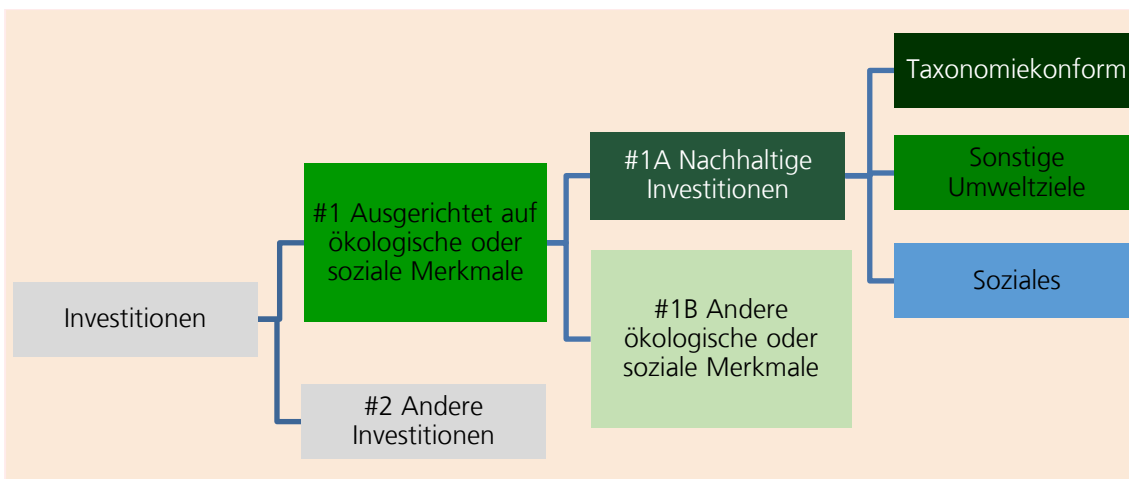 Investitionen
#1 Ausgerichtet auf
ökologische oder
soziale Merkmale
#2 Andere
Investitionen
#1A Nachhaltige
Investitionen
#1B Andere
ökologische oder
soziale Merkmale
Taxonomiekonform
Sonstige
Umweltziele
Soziales